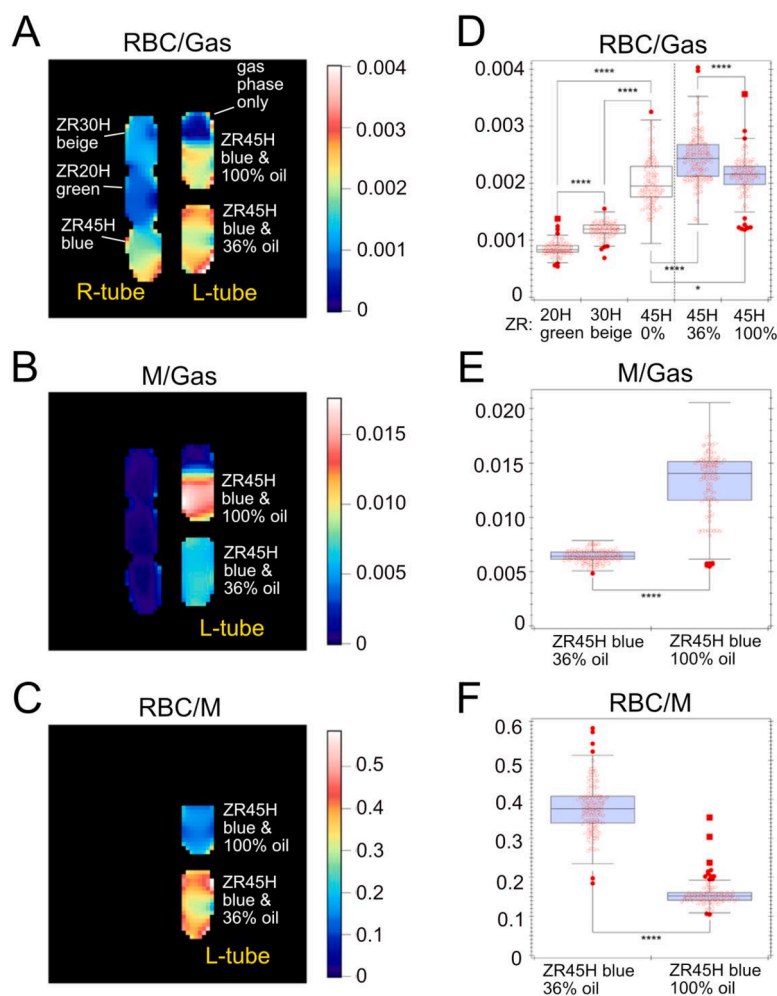 A
RBC/Gas
gas
phase
only
ZR30H
beige
ZR20H
green
ZR45H
blue
ZR45H
blue &
100% oil
ZR45H
blue &
36% oil
R-tube
L-tube
0.004
0.003
0.002
0.001
0
D
RBC/Gas
0.004
0.003
0.002
0.001
0
****
****
****
****
****
*
ZR:
20H
green
30H
beige
45H
0%
45H
36%
45H
100%
B
M/Gas
ZR45H
blue &
100% oil
ZR45H
blue &
36% oil
L-tube
0.015
0.010
0.005
0
E
M/Gas
0.020
0.015
0.010
0.005
0
****
ZR45H blue
36% oil
ZR45H blue
100% oil
C
RBC/M
ZR45H
blue &
100% oil
ZR45H
blue &
36% oil
L-tube
0.5
0.4
0.3
0.2
0.1
0
F
RBC/M
0.6
0.5
0.4
0.3
0.2
0.1
0
****
ZR45H blue
36% oil
ZR45H blue
100% oil